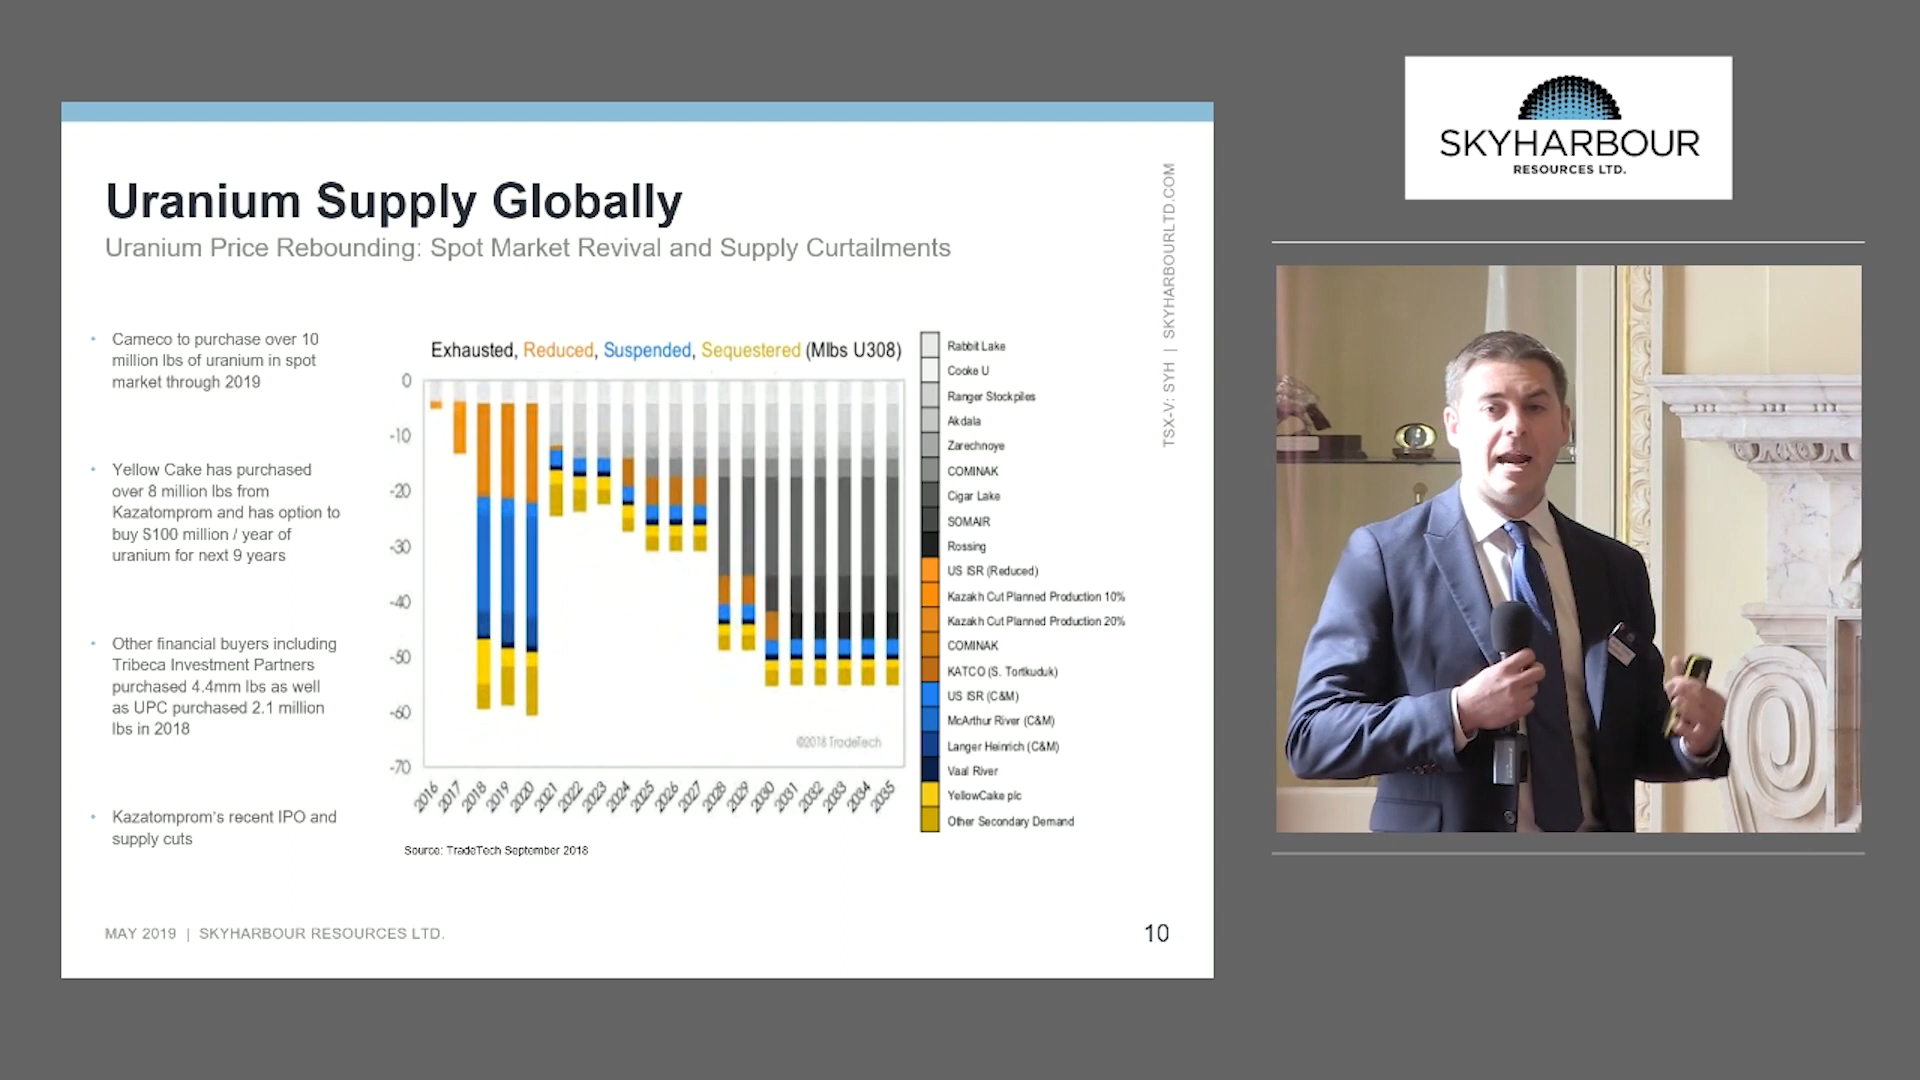 Uranium Supply Globally
Uranium Price Rebounding: Spot Market Revival and Supply Curtailments
TSX-V: SYH | SKYHARBOURLTD.COM
• Cameco to purchase over 10
million lbs of uranium in spot
market through 2019
• Yellow Cake has purchased
over 8 million lbs from
Kazatomprom and has option to
buy $100 million / year of
uranium for next 9 years
• Other financial buyers including
Tribeca Investment Partners
purchased 4.4mm lbs as well
as UPC purchased 2.1 million
lbs in 2018
• Kazatomprom's recent IPO and
supply cuts
Exhausted, Reduced, Suspended, Sequestered (Mlbs U308)
0
-10
-20
-30
-40
-50
-60
-70
2016
2017
2018
2019
2020
2021
2022
2023
2024
2025
2026
2027
2028
2029
2030
2031
2032
2033
2034
2035
©2018 TradeTech
Rabbit Lake
Cooke U
Ranger Stockpiles
Akdala
Zarechnoye
COMINAK
Cigar Lake
SOMAIR
Rossing
US ISR (Reduced)
Kazakh Cut Planned Production 10%
Kazakh Cut Planned Production 20%
COMINAK
KATCO (S. Tortkuduk)
US ISR (C&M)
McArthur River (C&M)
Langer Heinrich (C&M)
Vaal River
YellowCake plc
Other Secondary Demand
Source: TradeTech September 2018
MAY 2019 | SKYHARBOUR RESOURCES LTD.
10
SKYHARBOUR
RESOURCES LTD.